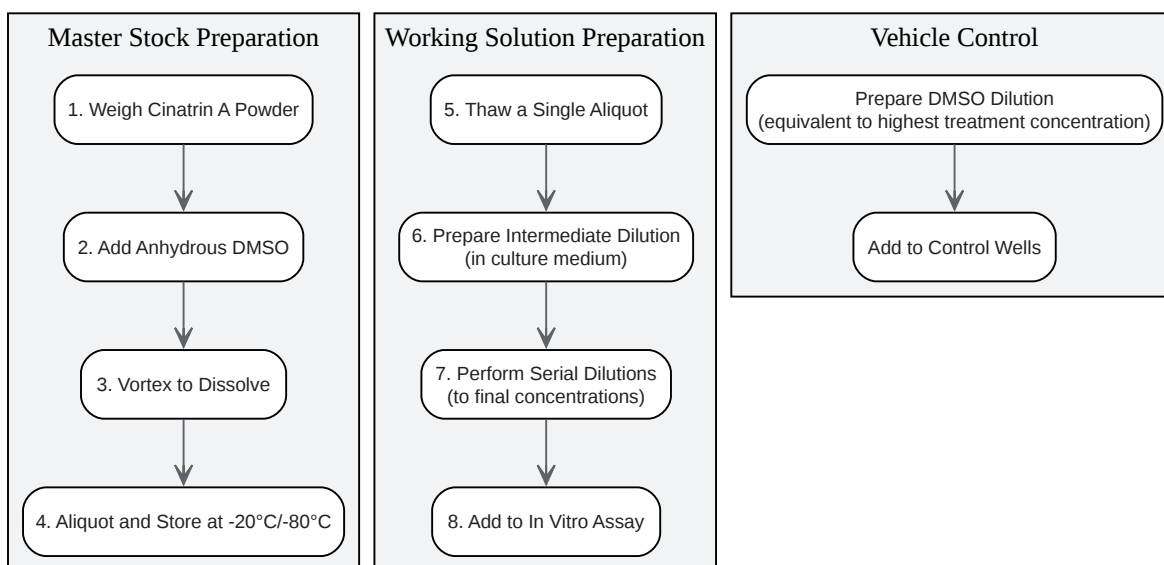 Master Stock Preparation
1. Weigh Cinatrin A Powder
2. Add Anhydrous DMSO
3. Vortex to Dissolve
4. Aliquot and Store at -20°C/-80°C
Working Solution Preparation
5. Thaw a Single Aliquot
6. Prepare Intermediate Dilution
(in culture medium)
7. Perform Serial Dilutions
(to final concentrations)
8. Add to In Vitro Assay
Vehicle Control
Prepare DMSO Dilution
(equivalent to highest treatment concentration)
Add to Control Wells